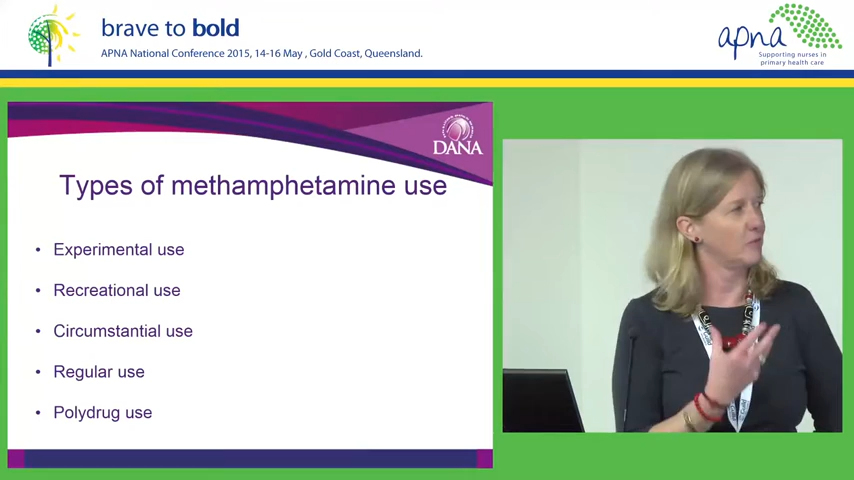 brave to bold
APNA National Conference 2015, 14-16 May , Gold Coast, Queensland.
apna
Supporting nurses in
primary health care
DANA
Types of methamphetamine use
• Experimental use
• Recreational use
• Circumstantial use
• Regular use
• Polydrug use